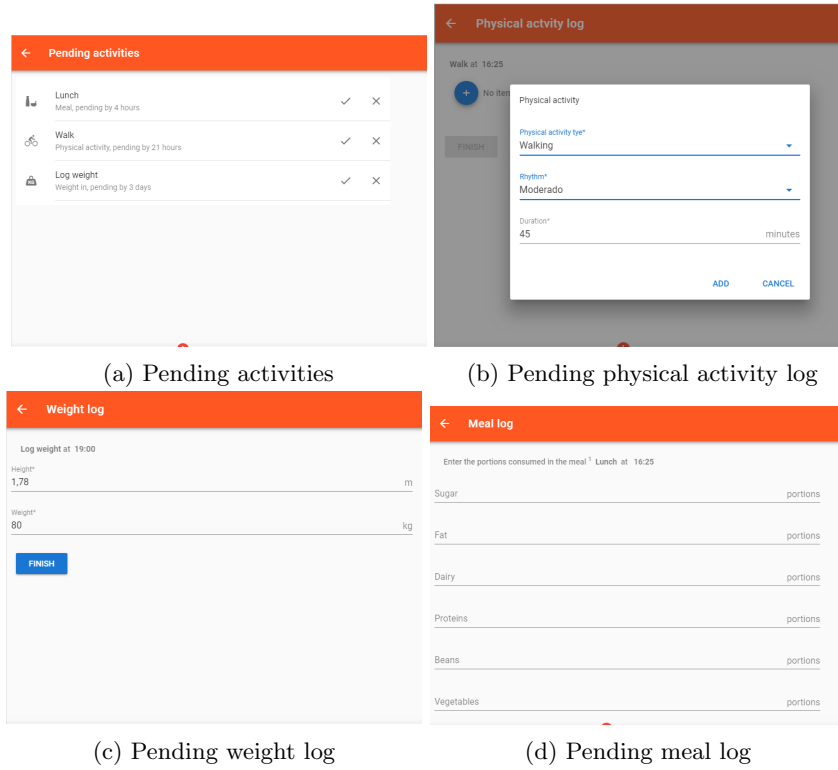 Pending activities
Lunch
Meal, pending by 4 hours
Walk
Physical activity, pending by 21 hours
Log weight
Weight in, pending by 3 days
(a) Pending activities
Physical actvity log
Walk at 16:25
No iten
FINISH
Physical activity
Physical activity tye*
Walking
Rhythm*
Moderado
Duration*
45 minutes
ADD CANCEL
(b) Pending physical activity log
Weight log
Log weight at 19:00
Height*
1,78 m
Weight*
80 kg
FINISH
(c) Pending weight log
Meal log
Enter the portions consumed in the meal 1 Lunch at 16:25
Sugar portions
Fat portions
Dairy portions
Proteins portions
Beans portions
Vegetables portions
(d) Pending meal log